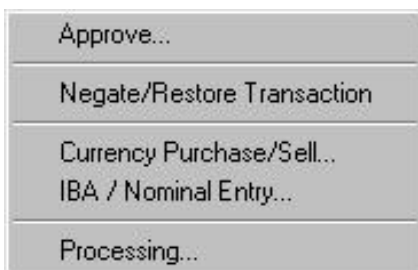 Approve...
Negate/Restore Transaction
Currency Purchase/Sell...
IBA / Nominal Entry...
Processing...